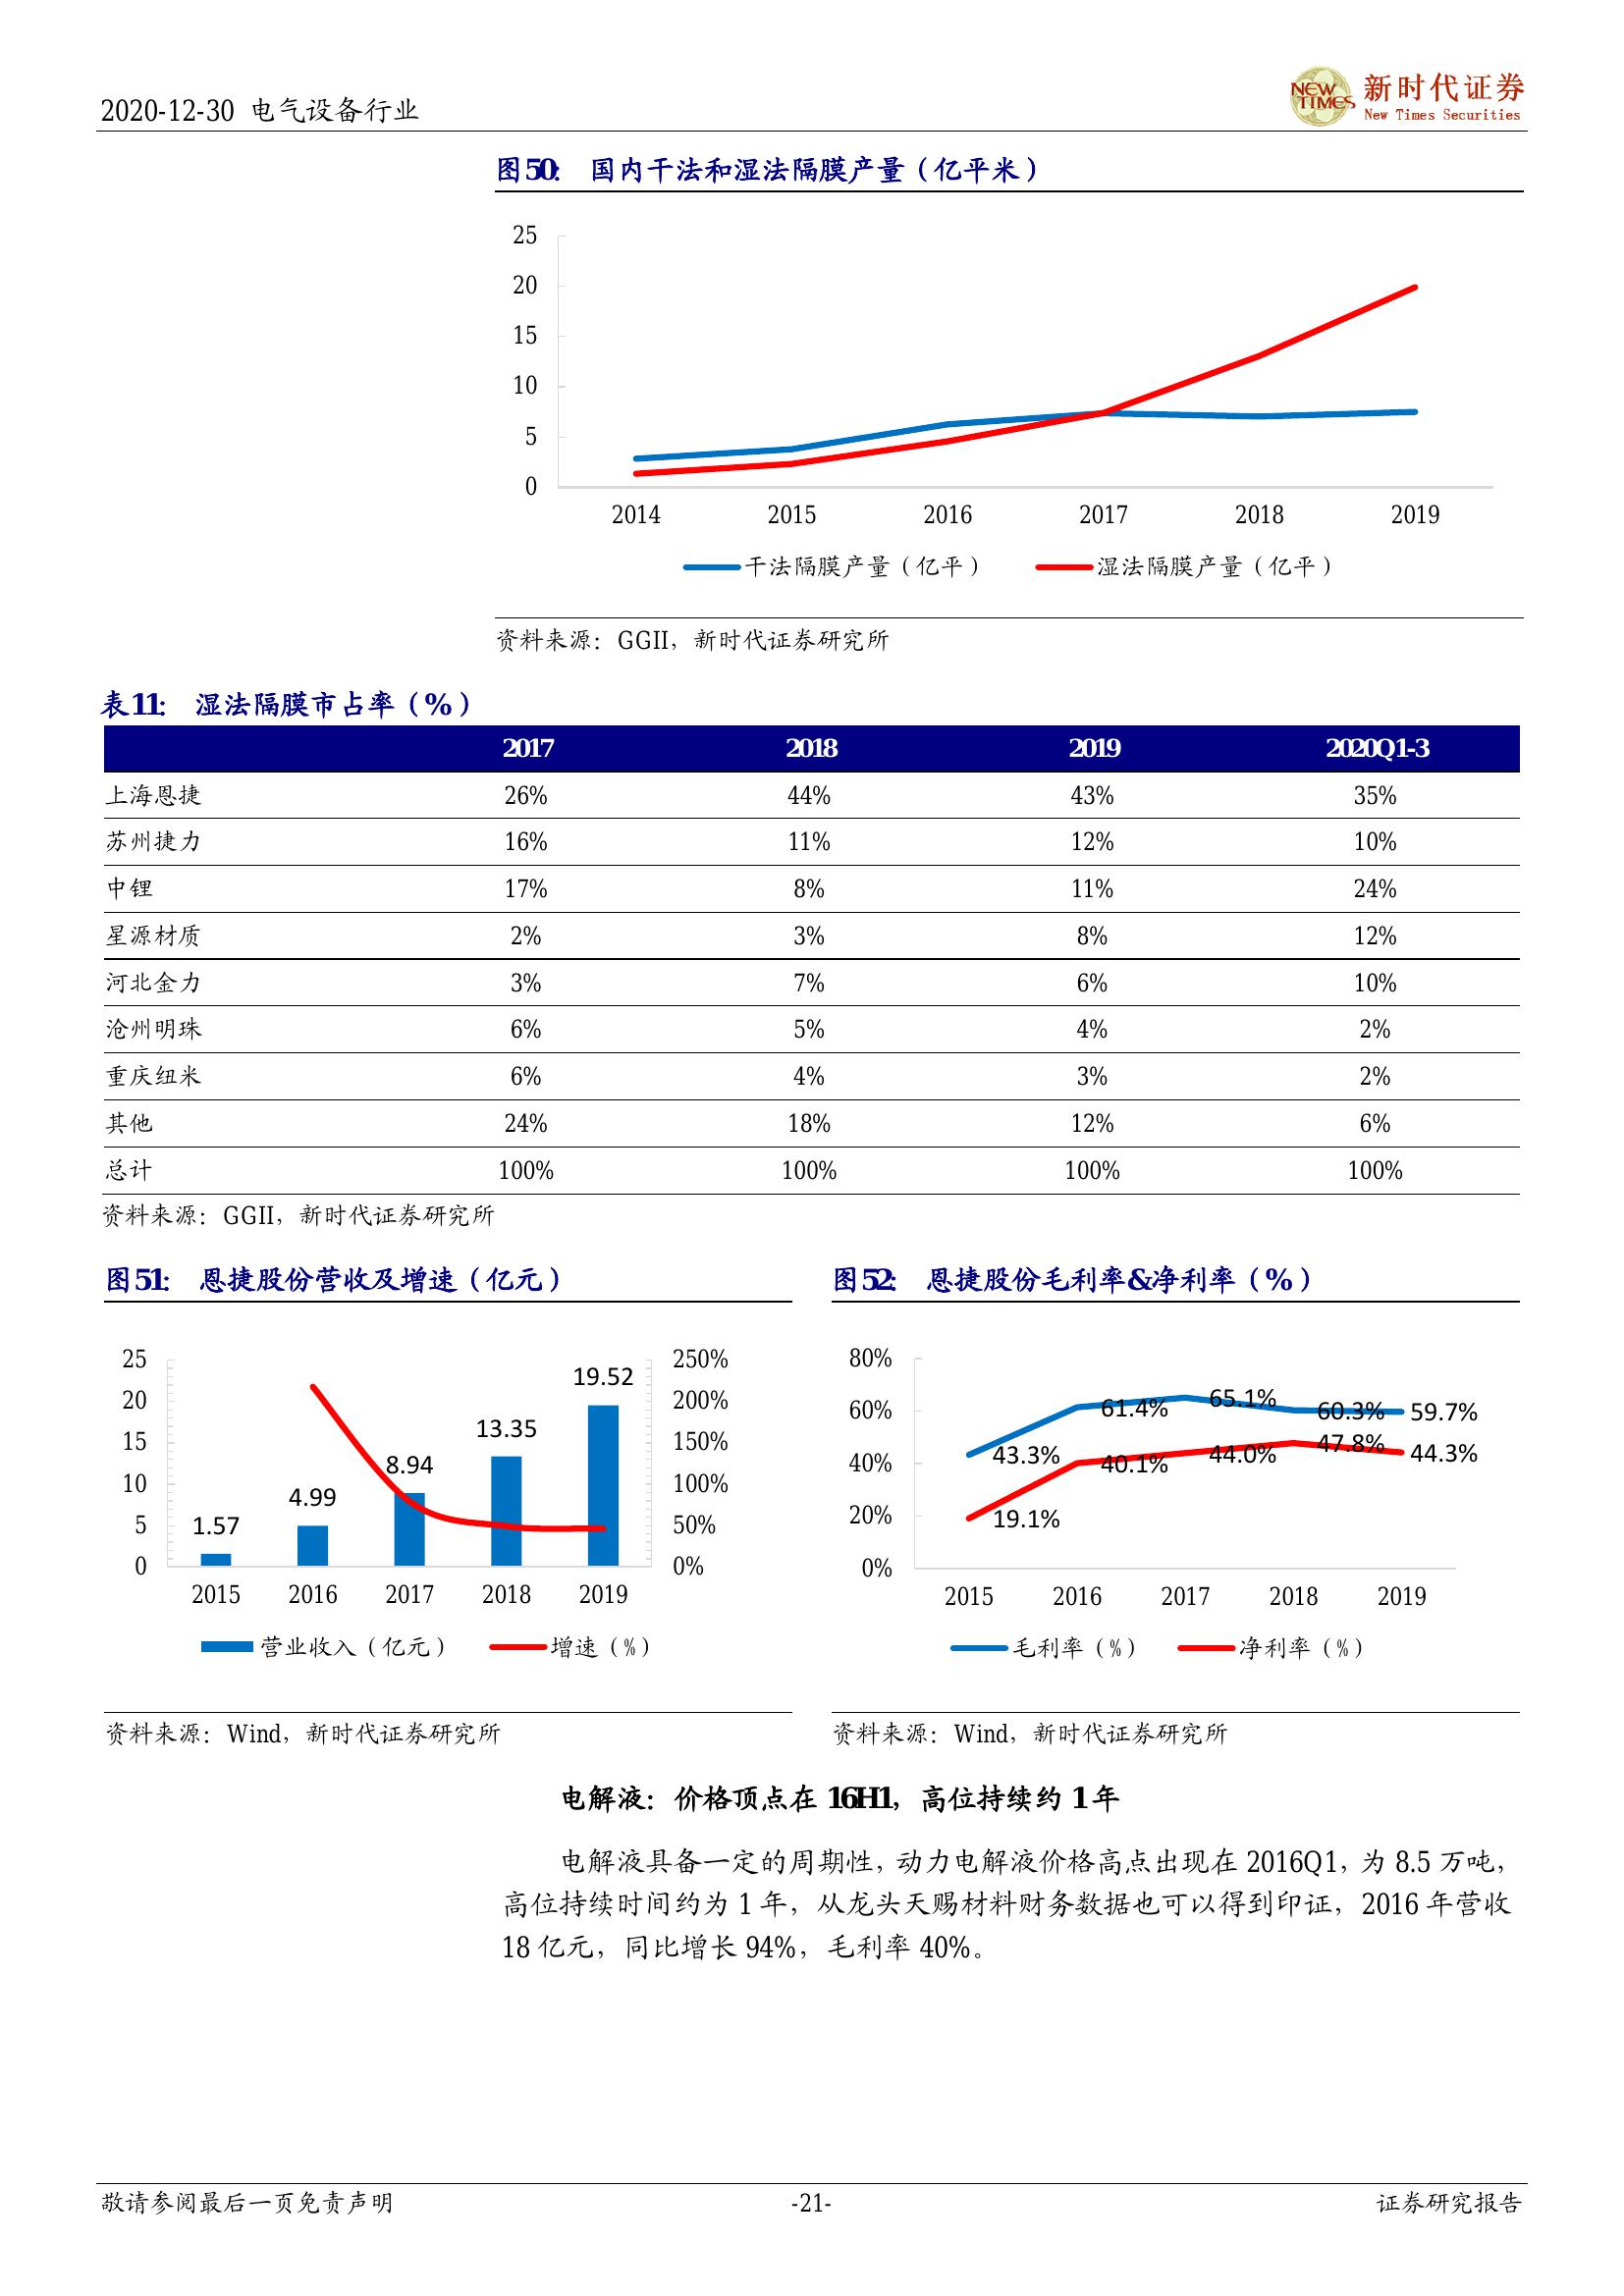 2020-12-30 电气设备行业
NEW TIMES 新时代证券
New Times Securities
图50: 国内干法和湿法隔膜产量（亿平米）
25
20
15
10
5
0
2014 2015 2016 2017 2018 2019
干法隔膜产量（亿平） 湿法隔膜产量（亿平）
资料来源：GGII，新时代证券研究所
表11: 湿法隔膜市占率（%）
2017 2018 2019 2020Q1-3
上海恩捷 26% 44% 43% 35%
苏州捷力 16% 11% 12% 10%
中锂 17% 8% 11% 24%
星源材质 2% 3% 8% 12%
河北金力 3% 7% 6% 10%
沧州明珠 6% 5% 4% 2%
重庆纽米 6% 4% 3% 2%
其他 24% 18% 12% 6%
总计 100% 100% 100% 100%
资料来源：GGII，新时代证券研究所
图51: 恩捷股份营收及增速（亿元）
25
20
15
10
5
0
1.57 4.99 8.94 13.35 19.52
250%
200%
150%
100%
50%
0%
2015 2016 2017 2018 2019
营业收入（亿元） 增速（%）
资料来源：Wind，新时代证券研究所
图52: 恩捷股份毛利率&净利率（%）
80%
60%
40%
20%
0%
43.3% 61.4% 65.1% 60.3% 59.7%
19.1% 40.1% 44.0% 47.8% 44.3%
2015 2016 2017 2018 2019
毛利率（%） 净利率（%）
资料来源：Wind，新时代证券研究所
电解液：价格顶点在 16H1，高位持续约 1 年
电解液具备一定的周期性，动力电解液价格高点出现在 2016Q1，为 8.5 万吨，
高位持续时间约为 1 年，从龙头天赐材料财务数据也可以得到印证，2016 年营收
18 亿元，同比增长 94%，毛利率 40%。
敬请参阅最后一页免责声明 -21- 证券研究报告